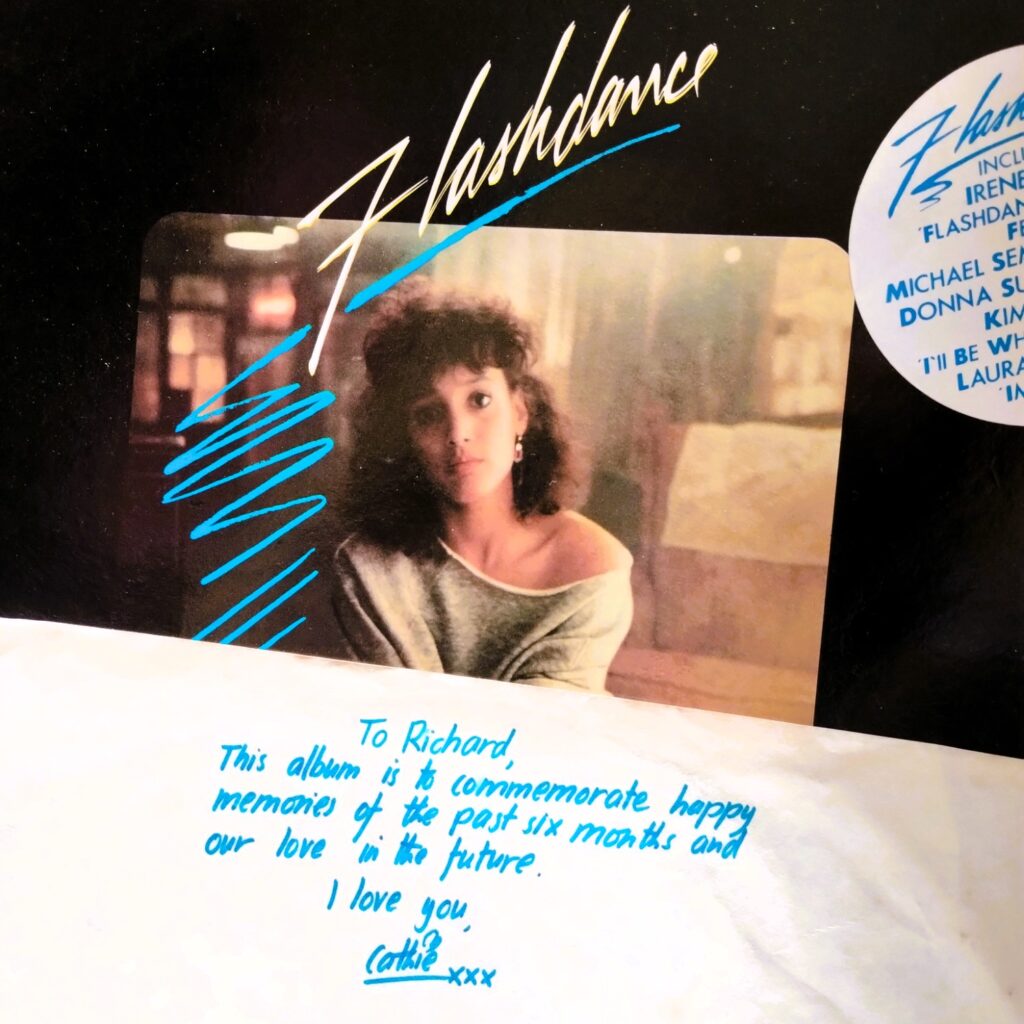 Flashdance
Flash
INCLU
IRENE
'FLASHDAN
FE
MICHAEL SEM
DONNA SU
KIM
'I'll BE WH
LAURA
'IM
To Richard,
This album is to commemorate happy
memories of the past six months and
our love in the future.
I love you,
Cathie xxx